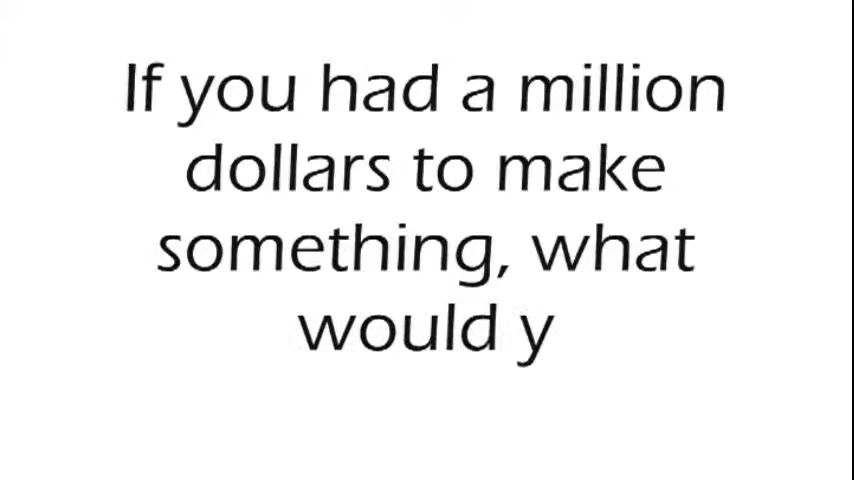 If you had a million
dollars to make
something, what
would y